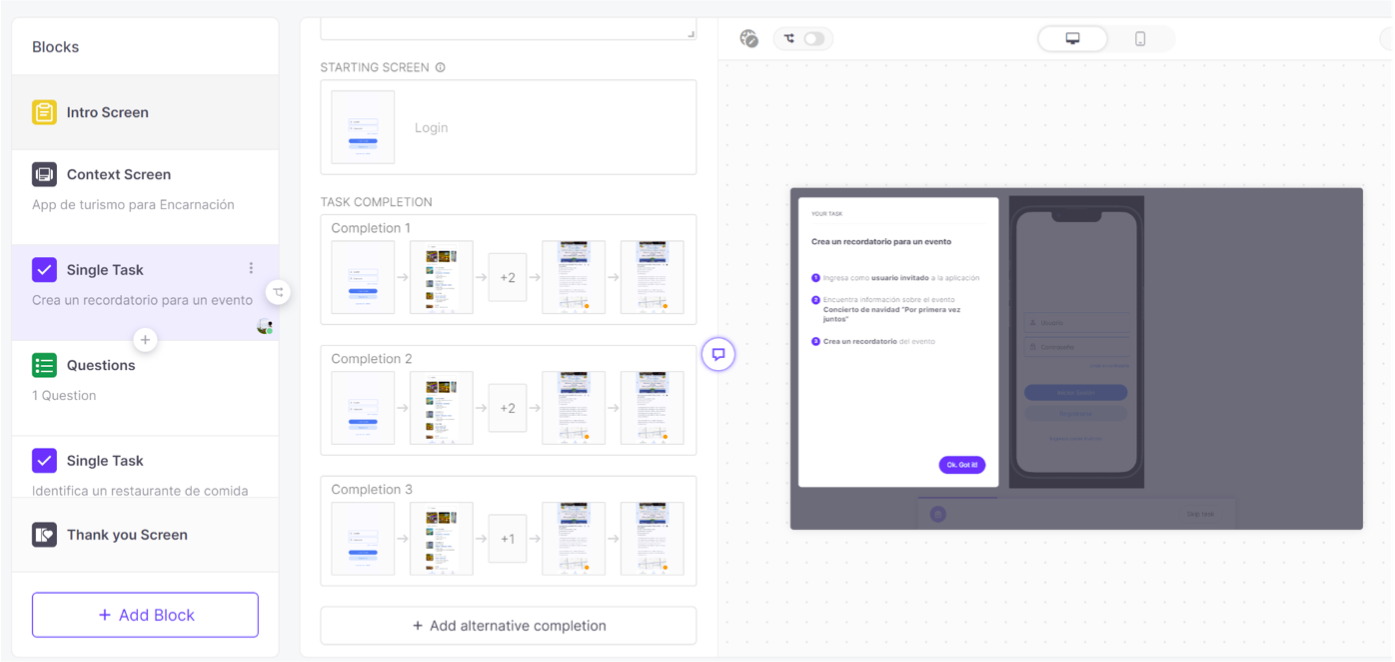 Blocks
Intro Screen
Context Screen
App de turismo para Encarnación
Single Task
Crea un recordatorio para un evento
+
Questions
1 Question
Single Task
Identifica un restaurante de comida
Thank you Screen
+ Add Block
STARTING SCREEN
Login
TASK COMPLETION
Completion 1
+2
Completion 2
+2
Completion 3
+1
+ Add alternative completion
YOUR TASK
Crea un recordatorio para un evento
1 Ingresa como usuario invitado a la aplicación
2 Encuentra información sobre el evento
Concierto de navidad "Por primera vez
juntos"
3 Crea un recordatorio del evento
Ok. Got it!
Usuario
Contraseña
Skip task